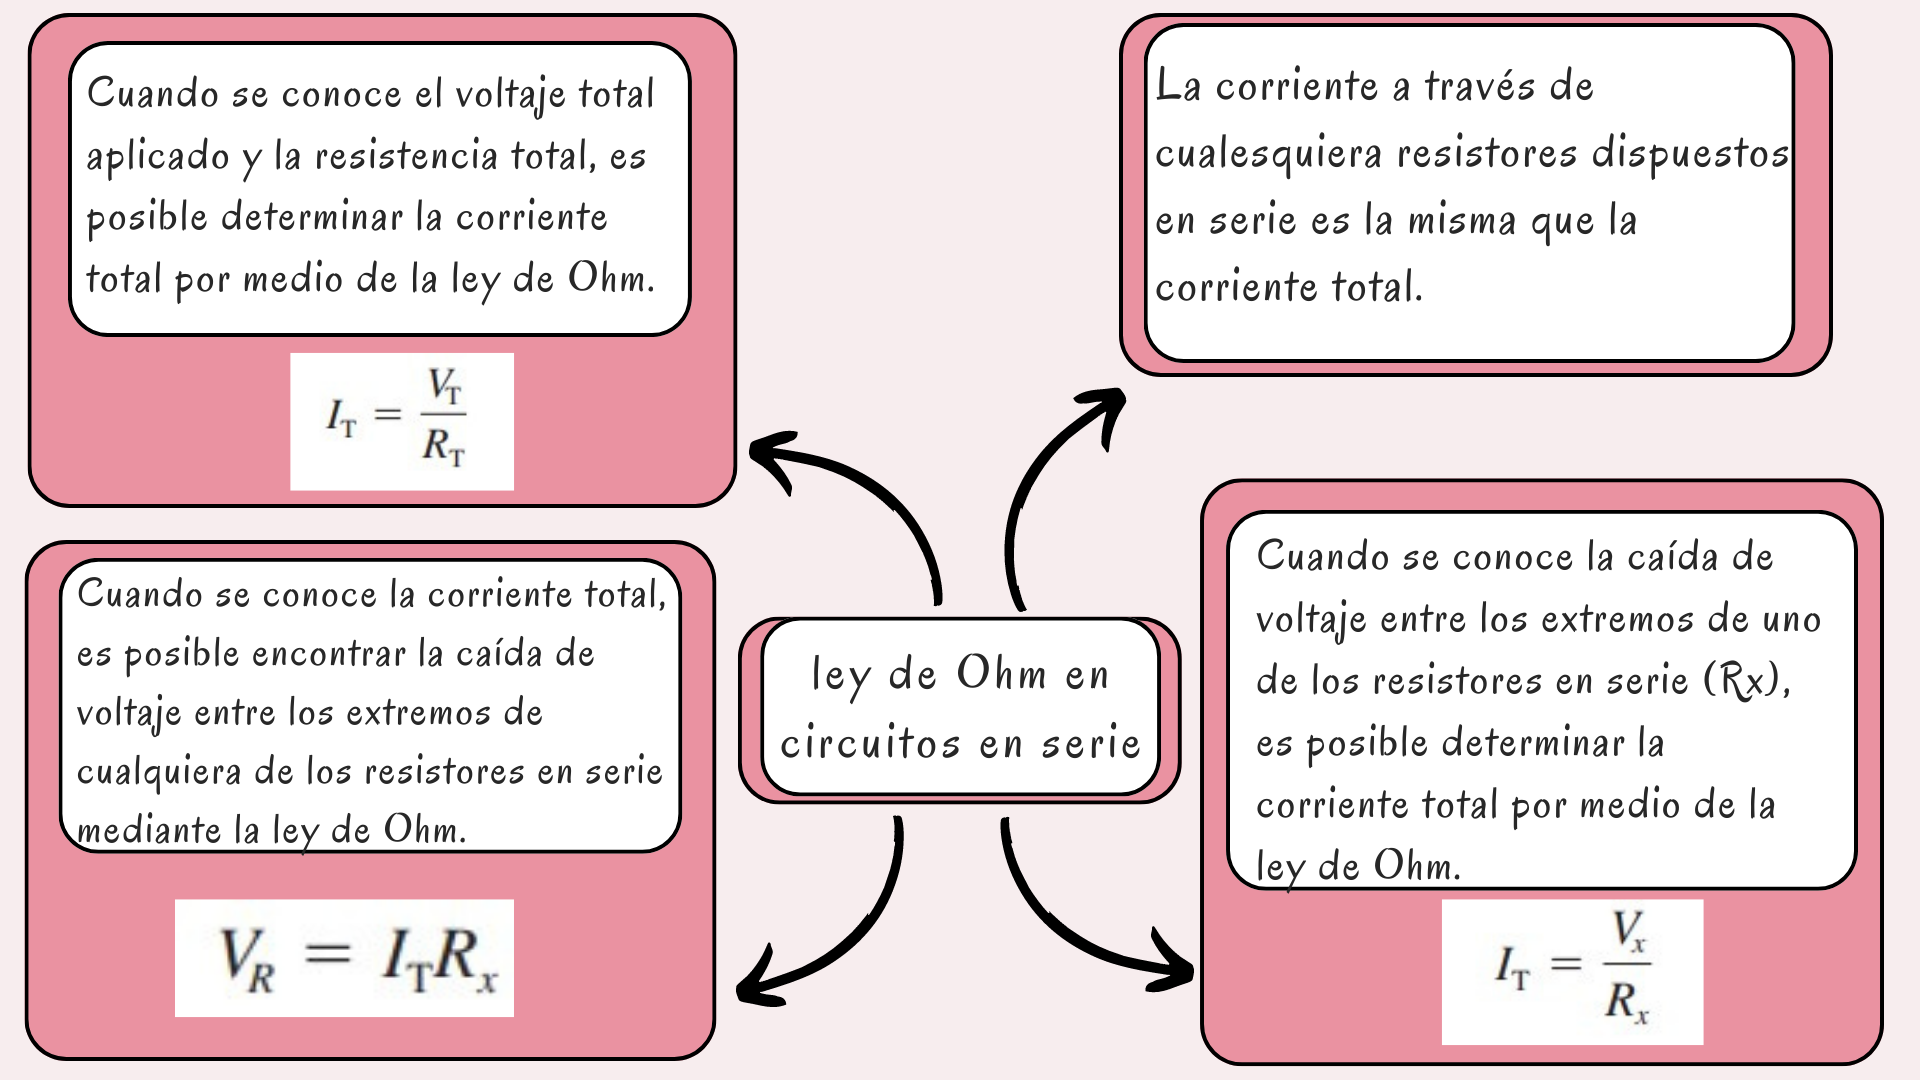 Cuando se conoce el voltaje total
aplicado y la resistencia total, es
posible determinar la corriente
total por medio de la ley de Ohm.
I_T = V_T / R_T
La corriente a través de
cualesquiera resistores dispuestos
en serie es la misma que la
corriente total.
ley de Ohm en
circuitos en serie
Cuando se conoce la corriente total,
es posible encontrar la caída de
voltaje entre los extremos de
cualquiera de los resistores en serie
mediante la ley de Ohm.
V_R = I_T R_x
Cuando se conoce la caída de
voltaje entre los extremos de uno
de los resistores en serie (Rx),
es posible determinar la
corriente total por medio de la
ley de Ohm.
I_T = V_x / R_x